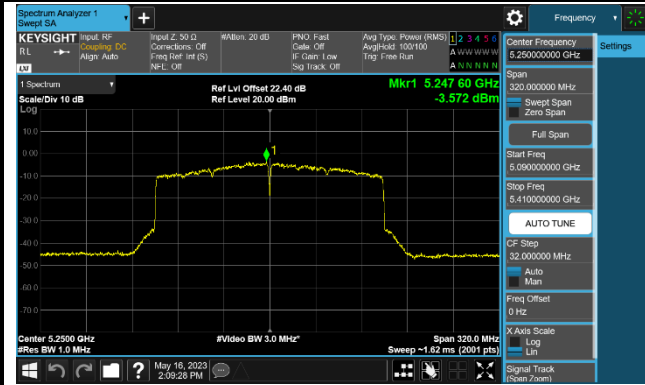 Spectrum Analyzer 1
Swept SA
Frequency
KEYSIGHT
RL
LXI
Input: RF
Coupling: DC
Align: Auto
Input Z: 50 Ω
Corrections: Off
Freq Ref: Int (S)
NFE: Off
#Atten: 20 dB
PNO: Fast
Gate: Off
IF Gain: Low
Sig Track: Off
Avg Type: Power (RMS)
Avg|Hold: 100/100
Trig: Free Run
1 2 3 4 5 6
A W W W W W
A N N N N N
1 Spectrum
Scale/Div 10 dB
Log
Ref Lvl Offset 22.40 dB
Ref Level 20.00 dBm
Mkr1 5.247 60 GHz
-3.572 dBm
10.0
0.00
-10.0
-20.0
-30.0
-40.0
-50.0
-60.0
-70.0
1
Center 5.2500 GHz
#Res BW 1.0 MHz
#Video BW 3.0 MHz*
Span 320.0 MHz
Sweep ~1.62 ms (2001 pts)
?
May 16, 2023
2:09:28 PM
Center Frequency
5.250000000 GHz
Settings
Span
320.000000 MHz
Swept Span
Zero Span
Full Span
Start Freq
5.090000000 GHz
Stop Freq
5.410000000 GHz
AUTO TUNE
CF Step
32.000000 MHz
Auto
Man
Freq Offset
0 Hz
X Axis Scale
Log
Lin
Signal Track
(Span Zoom)